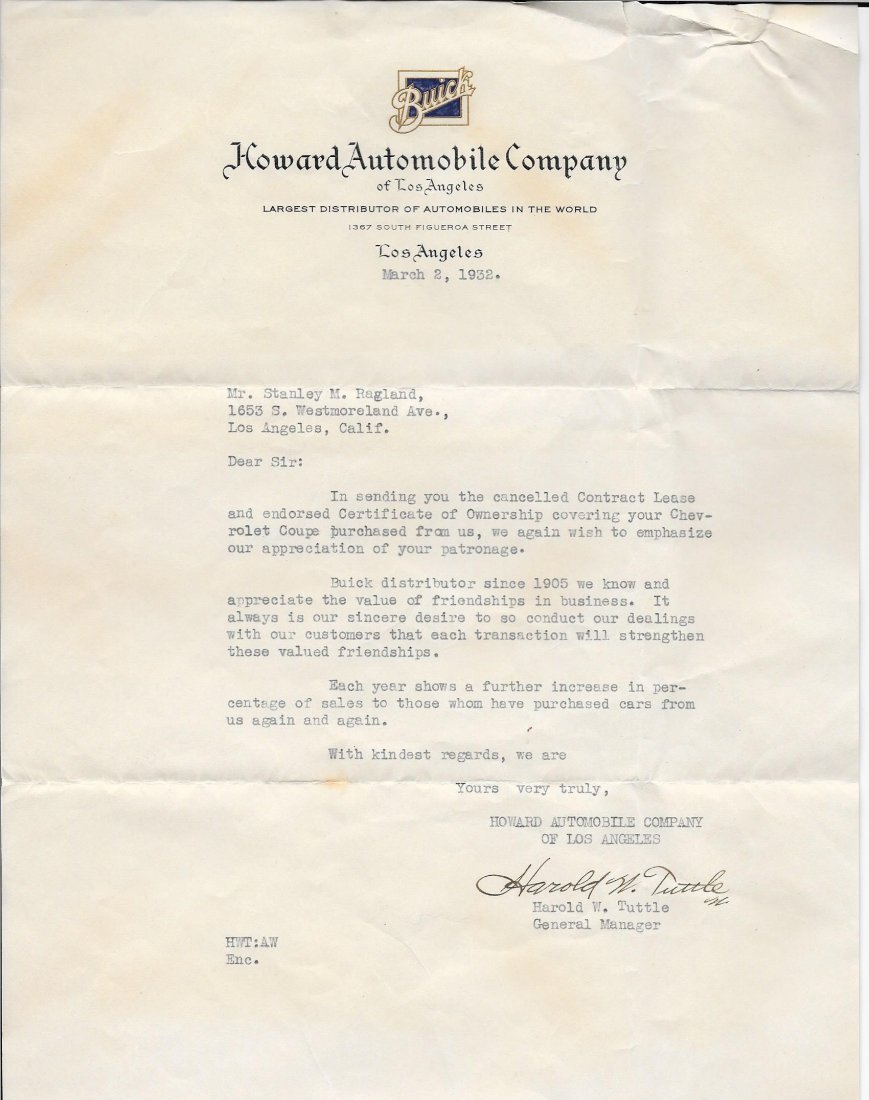 Buick
Howard Automobile Company
of Los Angeles
LARGEST DISTRIBUTOR OF AUTOMOBILES IN THE WORLD
1367 SOUTH FIGUEROA STREET
Los Angeles
March 2, 1932.
Mr. Stanley M. Ragland,
1653 S. Westmoreland Ave.,
Los Angeles, Calif.
Dear Sir:
In sending you the cancelled Contract Lease
and endorsed Certificate of Ownership covering your Chev-
rolet Coupe purchased from us, we again wish to emphasize
our appreciation of your patronage.
Buick distributor since 1905 we know and
appreciate the value of friendships in business. It
always is our sincere desire to so conduct our dealings
with our customers that each transaction will strengthen
these valued friendships.
Each year shows a further increase in per-
centage of sales to those whom have purchased cars from
us again and again.
With kindest regards, we are
Yours very truly,
HOWARD AUTOMOBILE COMPANY
OF LOS ANGELES
Harold W. Tuttle
Harold W. Tuttle
General Manager
HWT:AW
Enc.